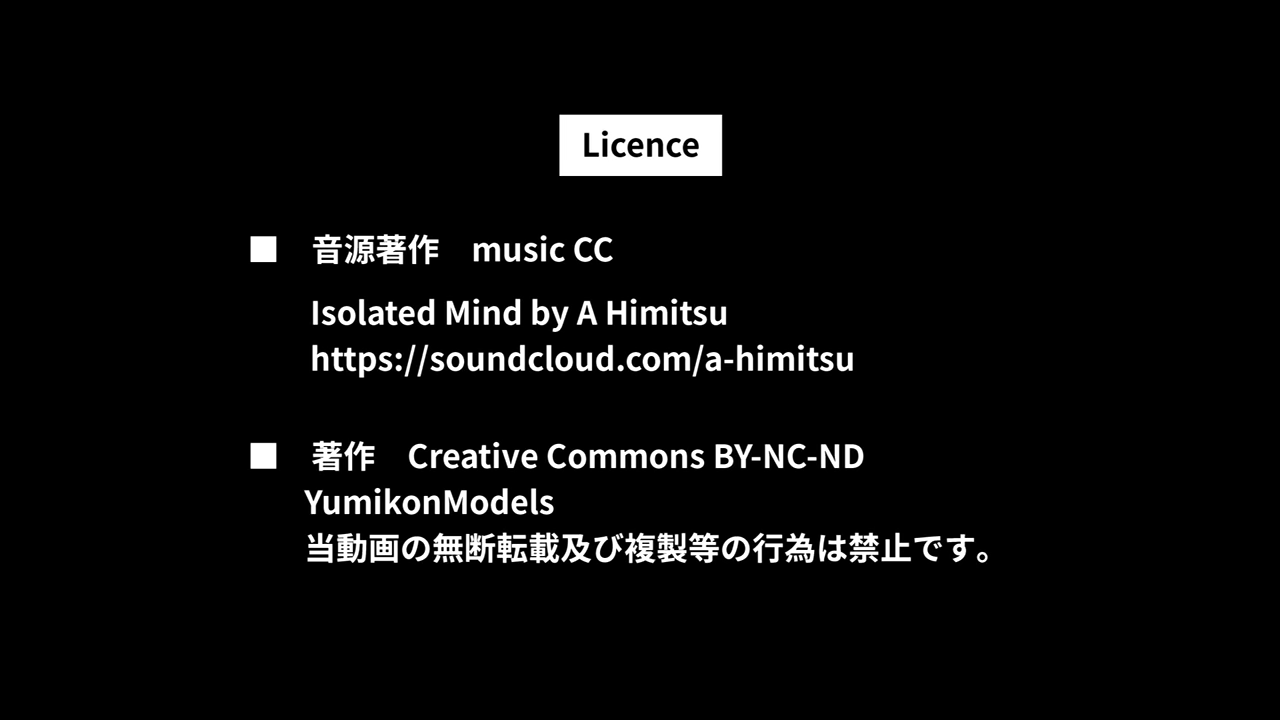 Licence
■　音源著作　music CC
Isolated Mind by A Himitsu
https://soundcloud.com/a-himitsu
■　著作　Creative Commons BY-NC-ND
YumikonModels
当動画の無断転載及び複製等の行為は禁止です。